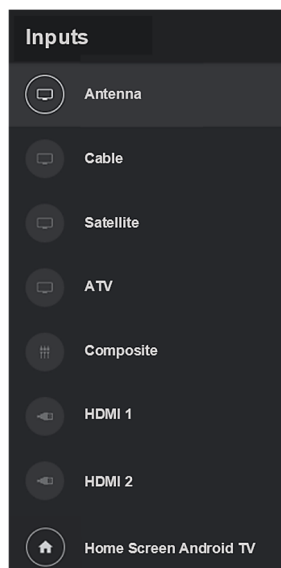 Inputs
Antenna
Cable
Satellite
ATV
Composite
HDMI 1
HDMI 2
Home Screen Android TV